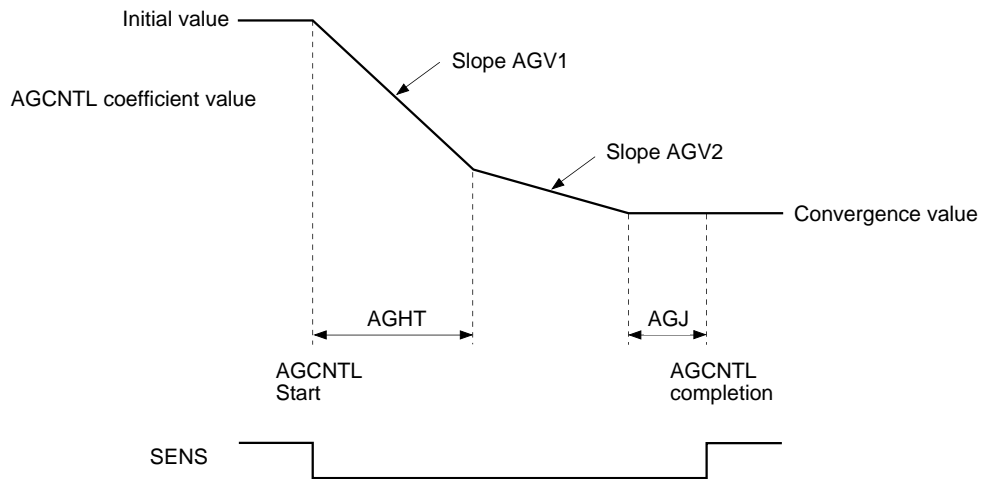 Initial value
Slope AGV1
AGCNTL coefficient value
Slope AGV2
Convergence value
AGHT
AGJ
AGCNTL
Start
AGCNTL
completion
SENS